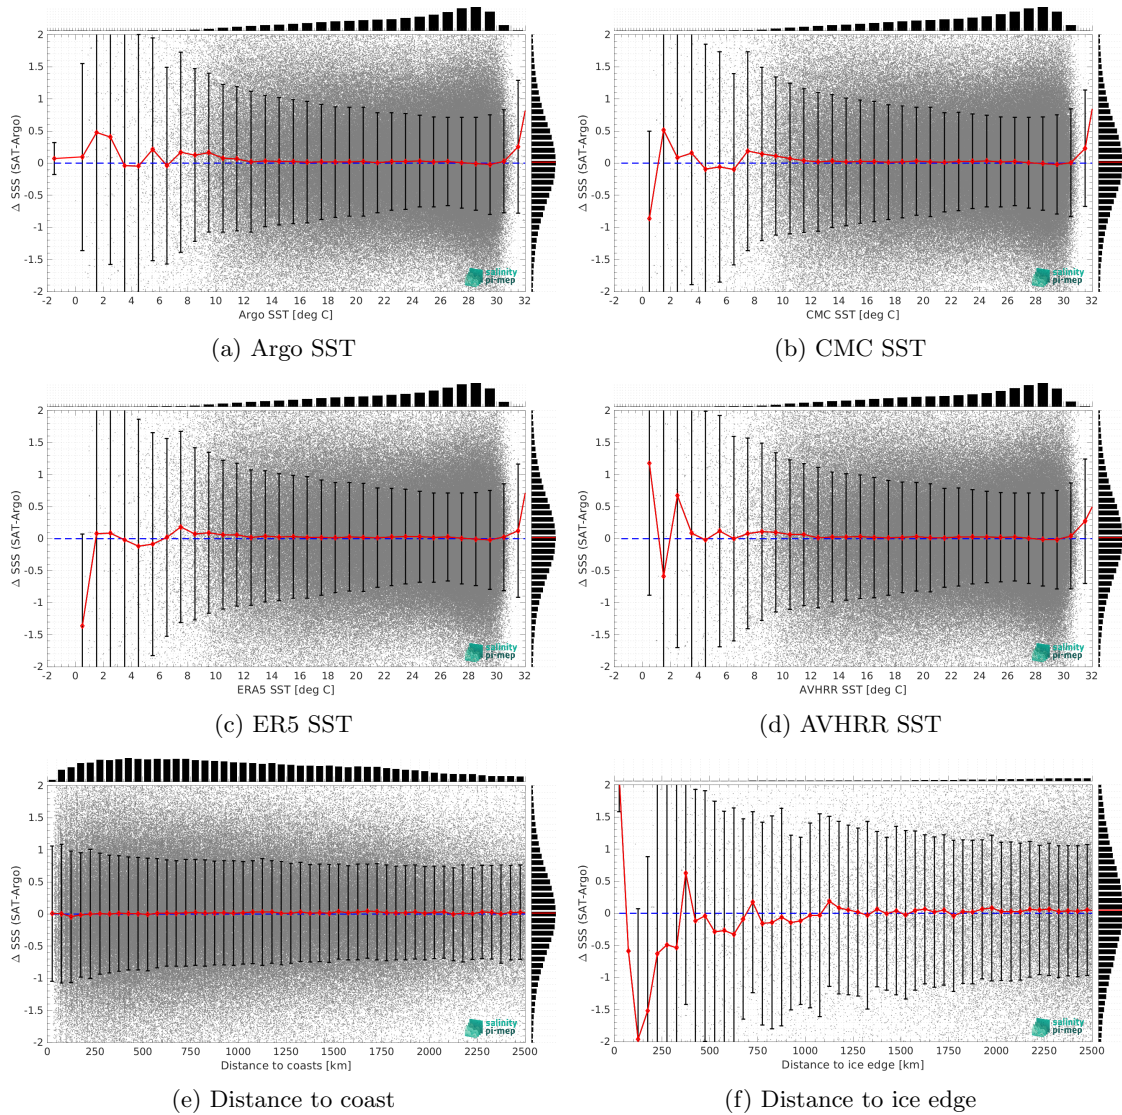 2
1.5
1
0.5
0
-0.5
-1
-1.5
-2
Δ SSS (SAT-Argo)
-2 0 2 4 6 8 10 12 14 16 18 20 22 24 26 28 30 32
Argo SST [deg C]
salinity
pi-mep
(a) Argo SST
2
1.5
1
0.5
0
-0.5
-1
-1.5
-2
Δ SSS (SAT-Argo)
-2 0 2 4 6 8 10 12 14 16 18 20 22 24 26 28 30 32
CMC SST [deg C]
salinity
pi-mep
(b) CMC SST
2
1.5
1
0.5
0
-0.5
-1
-1.5
-2
Δ SSS (SAT-Argo)
-2 0 2 4 6 8 10 12 14 16 18 20 22 24 26 28 30 32
ERA5 SST [deg C]
salinity
pi-mep
(c) ER5 SST
2
1.5
1
0.5
0
-0.5
-1
-1.5
-2
Δ SSS (SAT-Argo)
-2 0 2 4 6 8 10 12 14 16 18 20 22 24 26 28 30 32
AVHRR SST [deg C]
salinity
pi-mep
(d) AVHRR SST
2
1.5
1
0.5
0
-0.5
-1
-1.5
-2
Δ SSS (SAT-Argo)
0 250 500 750 1000 1250 1500 1750 2000 2250 2500
Distance to coasts [km]
salinity
pi-mep
(e) Distance to coast
2
1.5
1
0.5
0
-0.5
-1
-1.5
-2
Δ SSS (SAT-Argo)
0 250 500 750 1000 1250 1500 1750 2000 2250 2500
Distance to ice edge [km]
salinity
pi-mep
(f) Distance to ice edge